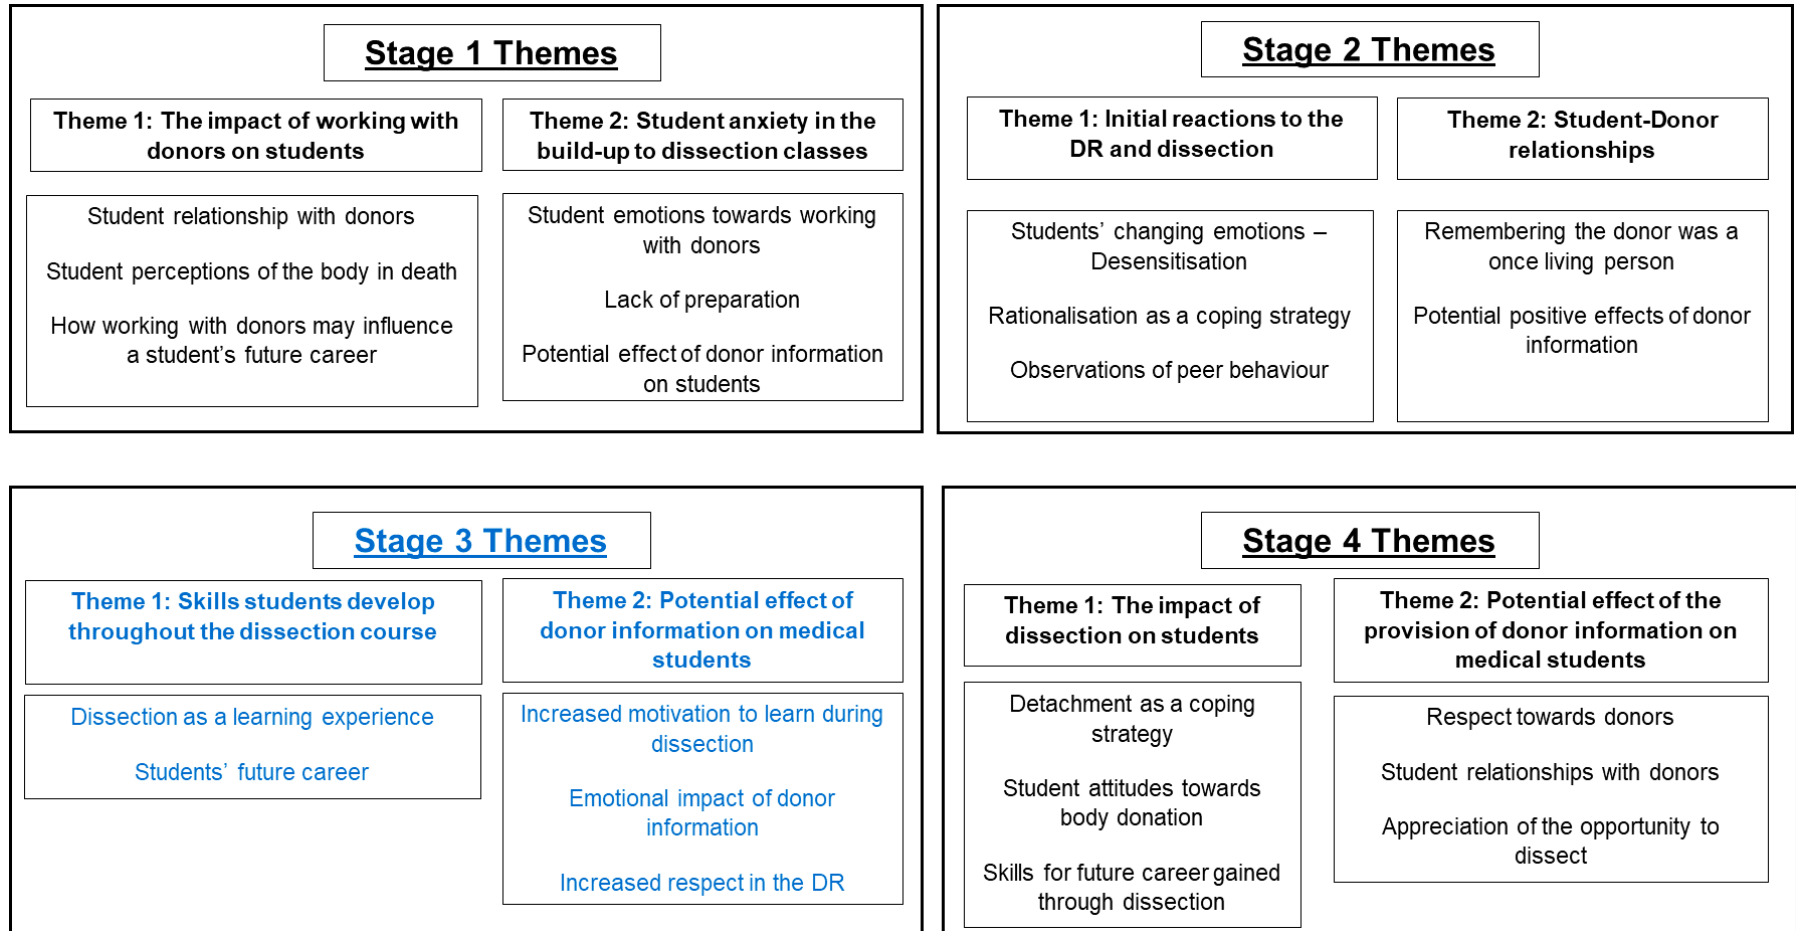 Stage 1 Themes
Theme 1: The impact of working with
donors on students
Student relationship with donors
Student perceptions of the body in death
How working with donors may influence
a student’s future career
Theme 2: Student anxiety in the
build-up to dissection classes
Student emotions towards working
with donors
Lack of preparation
Potential effect of donor information
on students
Stage 2 Themes
Theme 1: Initial reactions to the
DR and dissection
Students’ changing emotions –
Desensitisation
Rationalisation as a coping strategy
Observations of peer behaviour
Theme 2: Student-Donor
relationships
Remembering the donor was a
once living person
Potential positive effects of donor
information
Stage 3 Themes
Theme 1: Skills students develop
throughout the dissection course
Dissection as a learning experience
Students’ future career
Theme 2: Potential effect of
donor information on medical
students
Increased motivation to learn during
dissection
Emotional impact of donor
information
Increased respect in the DR
Stage 4 Themes
Theme 1: The impact of
dissection on students
Detachment as a coping
strategy
Student attitudes towards
body donation
Skills for future career gained
through dissection
Theme 2: Potential effect of the
provision of donor information on
medical students
Respect towards donors
Student relationships with donors
Appreciation of the opportunity to
dissect